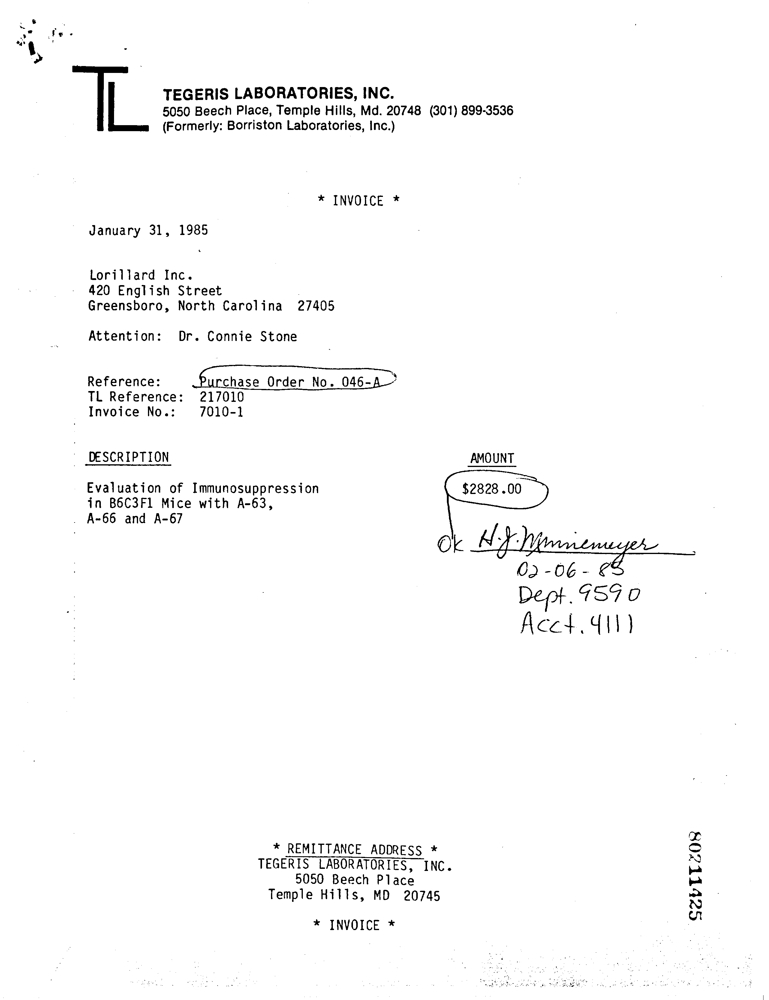 TL
TEGERIS LABORATORIES, INC.
5050 Beech Place, Temple Hills, Md. 20748 (301) 899-3536
(Formerly: Borriston Laboratories, Inc.)
* INVOICE *
January 31, 1985
Lorillard Inc.
420 English Street
Greensboro, North Carolina 27405
Attention: Dr. Connie Stone
Reference: Purchase Order No. 046-A
TL Reference: 217010
Invoice No.: 7010-1
DESCRIPTION AMOUNT
Evaluation of Immunosuppression $2828.00
in B6C3F1 Mice with A-63,
A-66 and A-67
Ok H.J. Minnemeyer
02-06-85
Dept. 9590
Acct. 4111
* REMITTANCE ADDRESS *
TEGERIS LABORATORIES, INC.
5050 Beech Place
Temple Hills, MD 20745
* INVOICE *
80211425